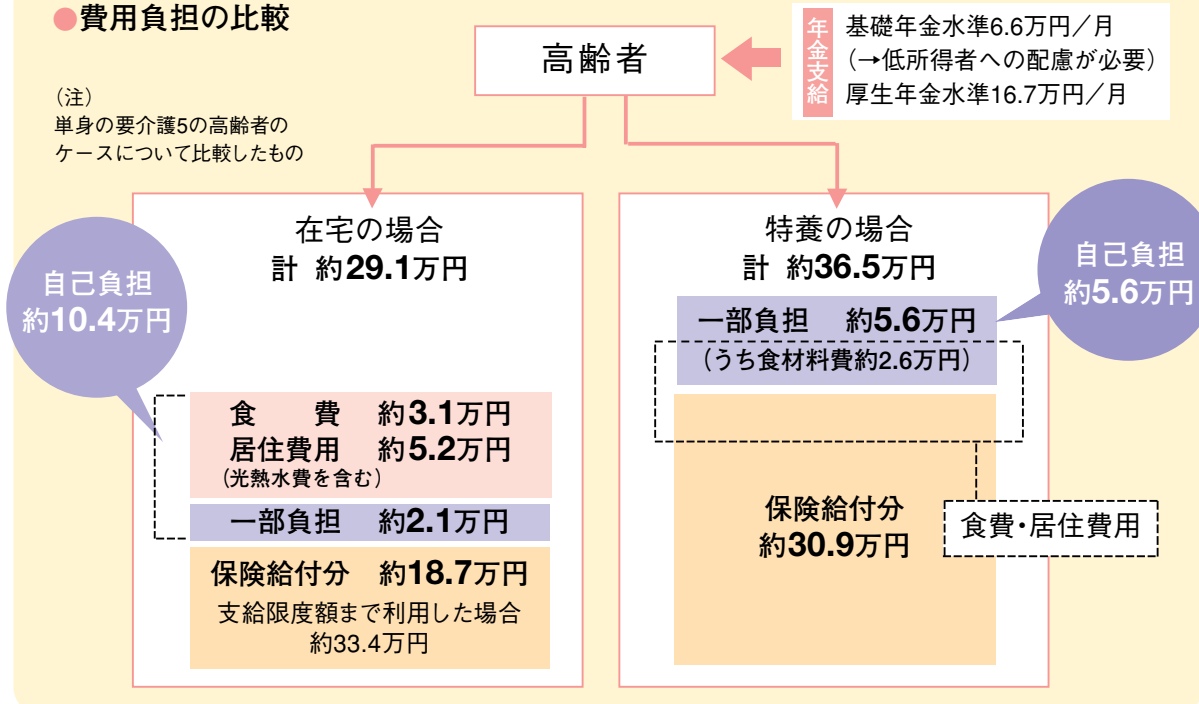 ●費用負担の比較
（注）
単身の要介護5の高齢者の
ケースについて比較したもの
高齢者
年金支給
基礎年金水準6.6万円／月
（→低所得者への配慮が必要）
厚生年金水準16.7万円／月
在宅の場合
計 約29.1万円
自己負担
約10.4万円
食　費 約3.1万円
居住費用 約5.2万円
(光熱水費を含む)
一部負担 約2.1万円
保険給付分 約18.7万円
支給限度額まで利用した場合
約33.4万円
特養の場合
計 約36.5万円
自己負担
約5.6万円
一部負担 約5.6万円
（うち食材料費約2.6万円）
保険給付分
約30.9万円
食費・居住費用